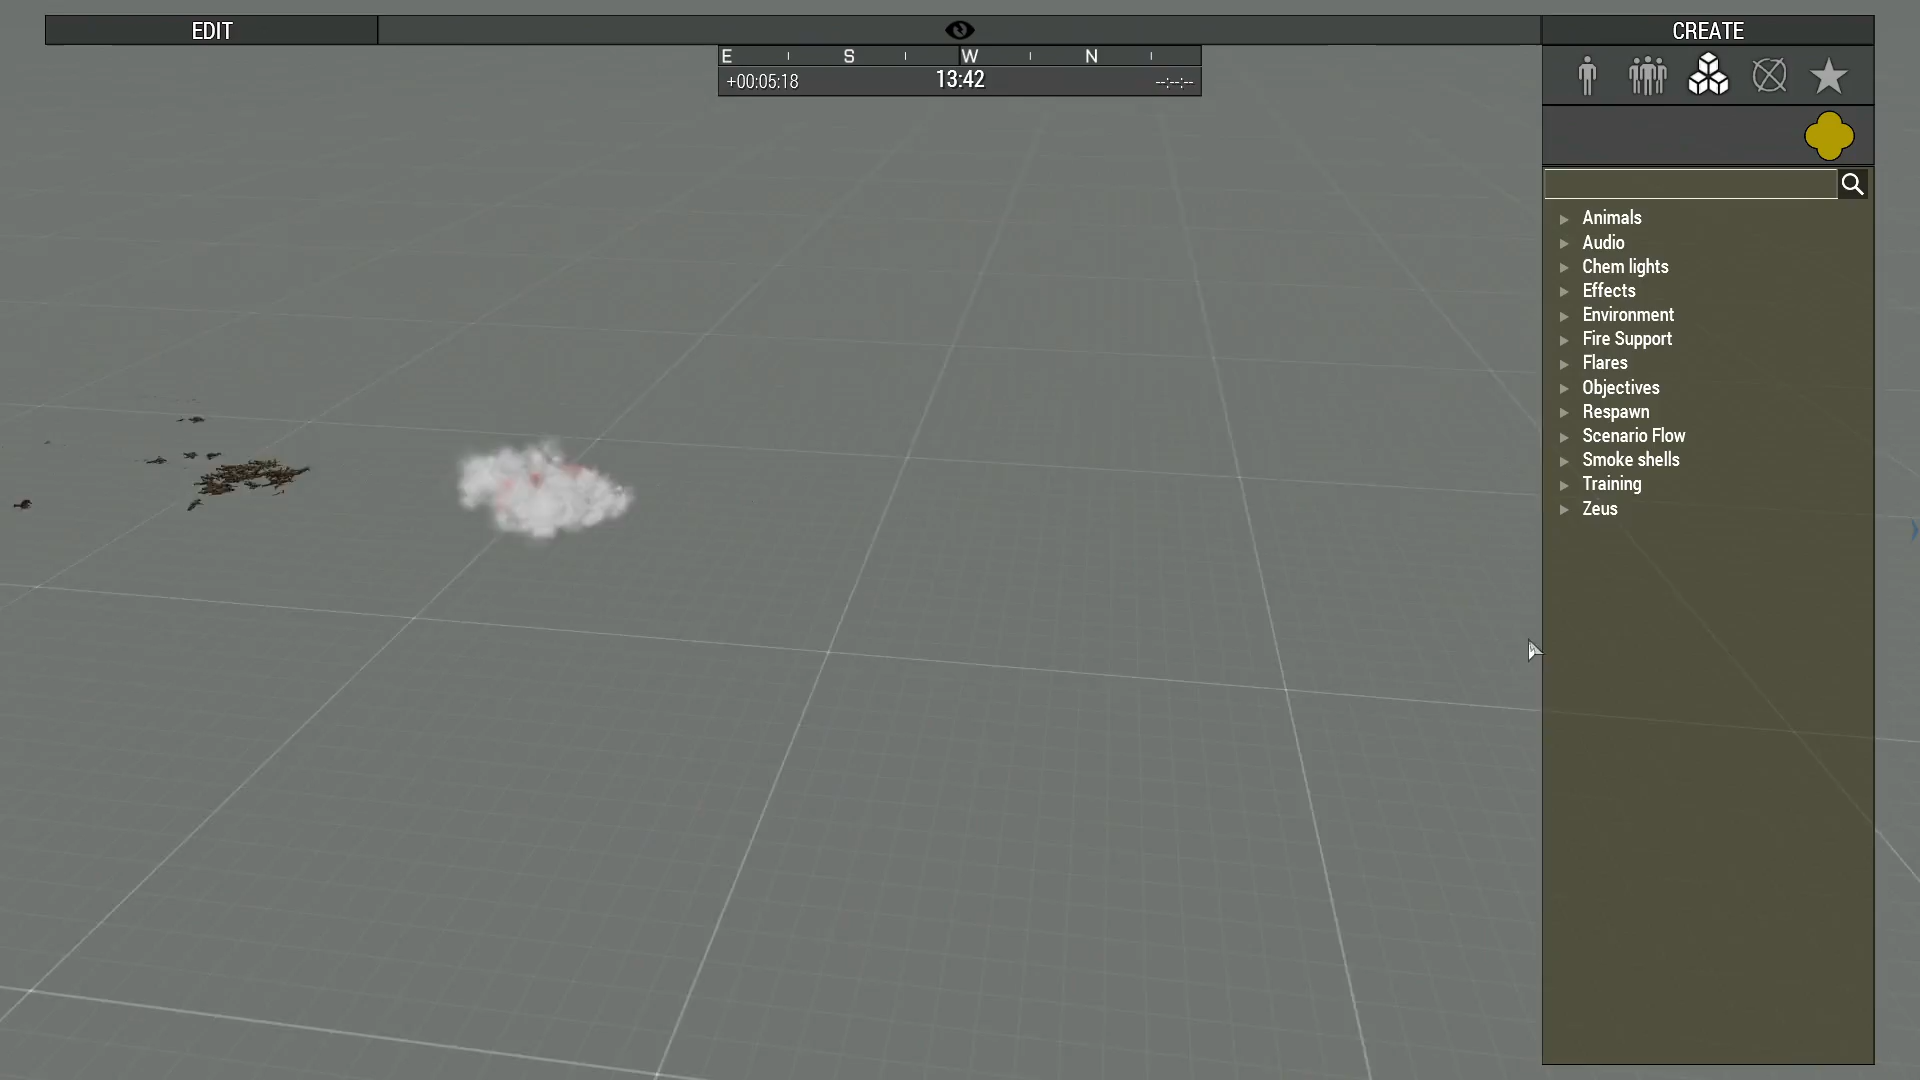 EDIT
CREATE
E S W N
+00:05:18 13:42 --:--:--
Animals
Audio
Chem lights
Effects
Environment
Fire Support
Flares
Objectives
Respawn
Scenario Flow
Smoke shells
Training
Zeus